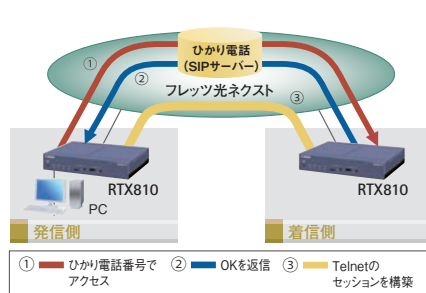 ひかり電話
(SIPサーバー)
①
②
フレッツ光ネクスト
③
RTX810
RTX810
PC
発信側
着信側
① ひかり電話番号で
アクセス
② OKを返信
③ Telnetの
セッションを構築